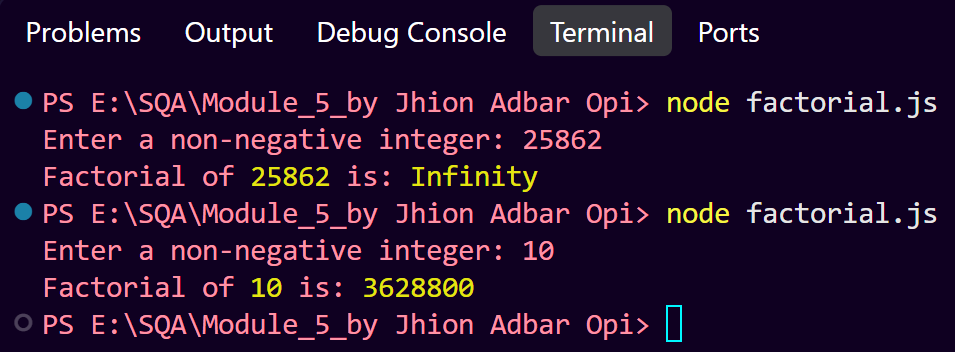 Problems Output Debug Console Terminal Ports
PS E:\SQA\Module_5_by Jhion Adbar Opi> node factorial.js
Enter a non-negative integer: 25862
Factorial of 25862 is: Infinity
PS E:\SQA\Module_5_by Jhion Adbar Opi> node factorial.js
Enter a non-negative integer: 10
Factorial of 10 is: 3628800
PS E:\SQA\Module_5_by Jhion Adbar Opi>